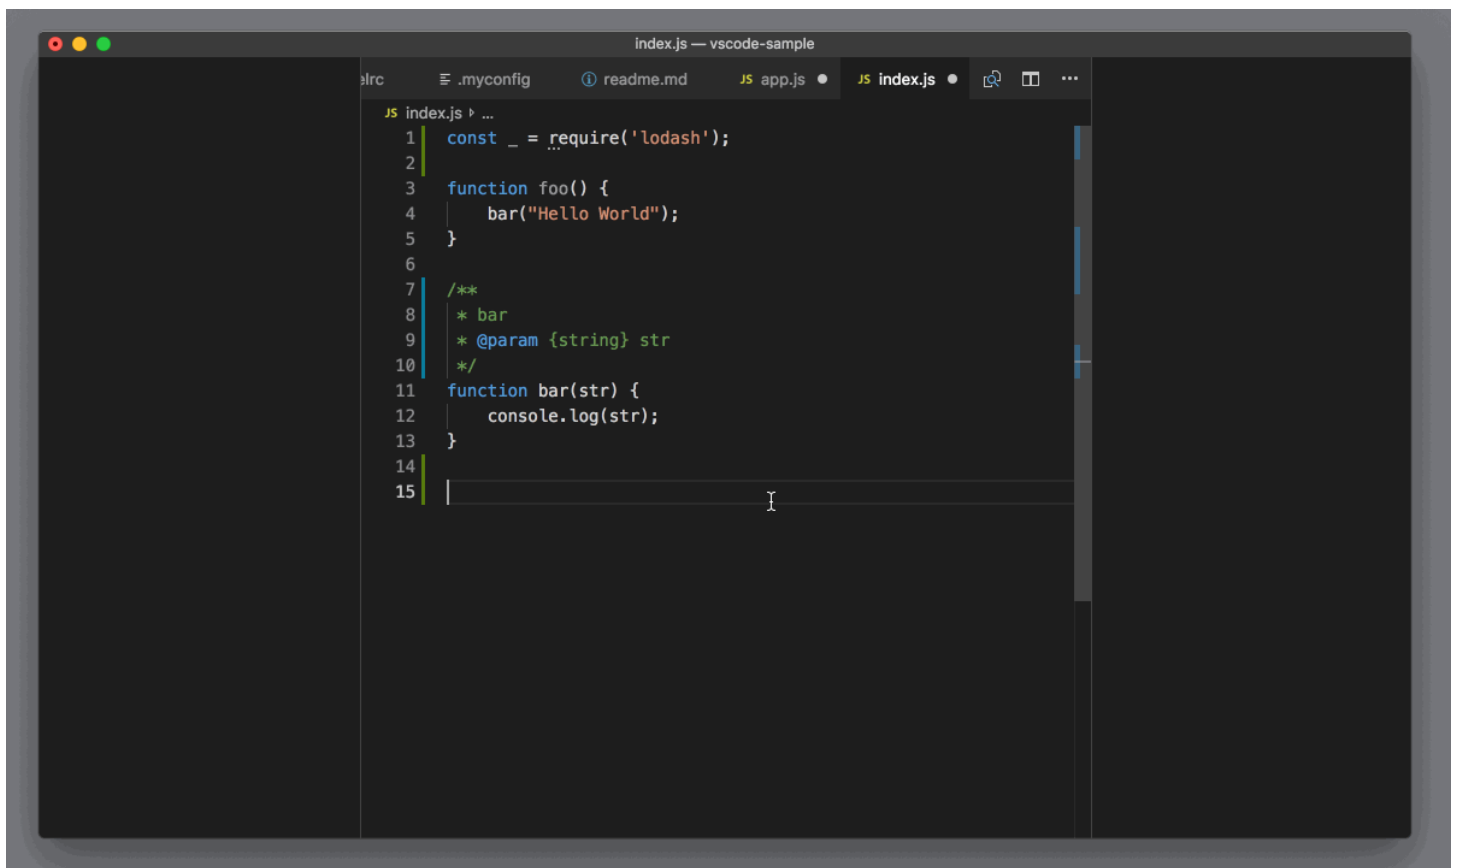 index.js — vscode-sample
elrc .myconfig readme.md JS app.js JS index.js ...
JS index.js ...
1 const _ = require('lodash');
2
3 function foo() {
4 bar("Hello World");
5 }
6
7 /**
8 * bar
9 * @param {string} str
10 */
11 function bar(str) {
12 console.log(str);
13 }
14
15